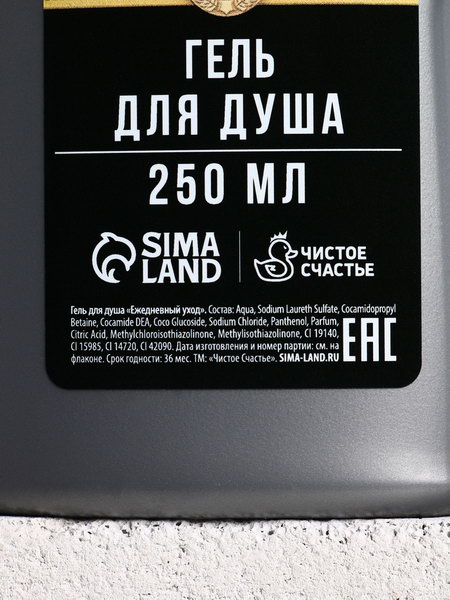 ГЕЛЬ
ДЛЯ ДУША
250 МЛ
SIMA
LAND
ЧИСТОЕ
СЧАСТЬЕ
Гель для душа «Ежедневный уход». Состав: Aqua, Sodium Laureth Sulfate, Cocamidopropyl
Betaine, Cocamide DEA, Coco Glucoside, Sodium Chloride, Panthenol, Parfum,
Citric Acid, Methylchloroisothiazolinone, Methylisothiazolinone, CI 19140,
CI 15985, CI 14720, CI 42090. Дата изготовления и номер партии: см. на
флаконе. Срок годности: 36 мес. ТМ: «Чистое Счастье». SIMA-LAND.RU
EAC